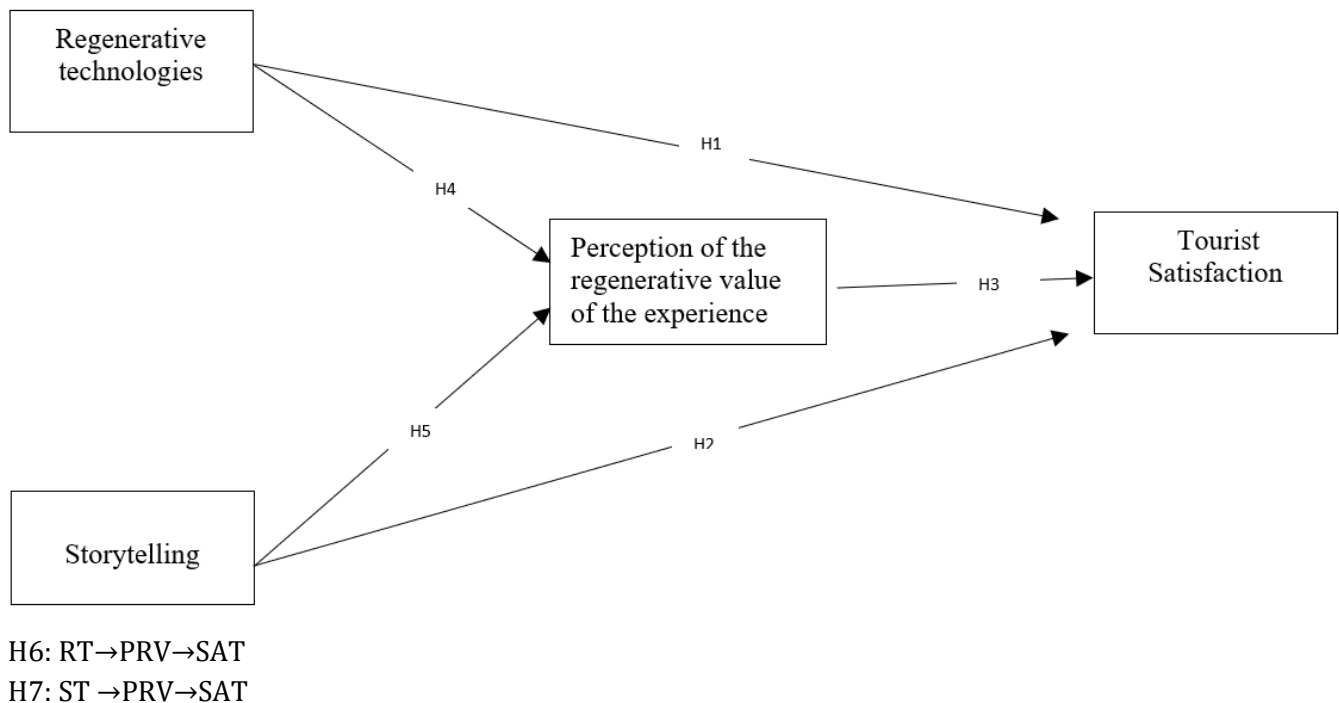 Regenerative
technologies
H1
H4
Perception of the
regenerative value
of the experience
Tourist
Satisfaction
H3
H5
H2
Storytelling
H6: RT→PRV→SAT
H7: ST →PRV→SAT